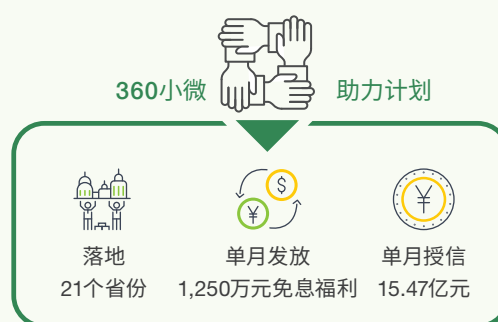 360小微 助力计划
落地
21个省份
单月发放
1,250万元免息福利
单月授信
15.47亿元